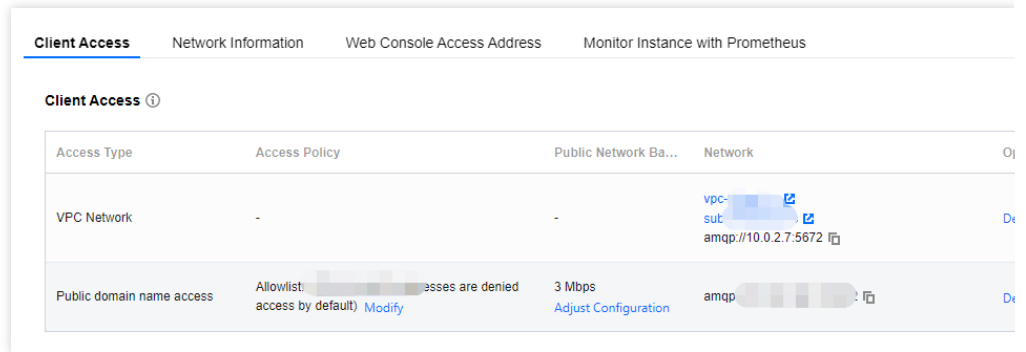 Client Access Network Information Web Console Access Address Monitor Instance with Prometheus
Client Access
Access Type Access Policy Public Network Ba... Network
VPC Network - - vpc-
amqp://10.0.2.7:5672
Public domain name access Allowlist: are denied 3 Mbps
access by default) Modify Adjust Configuration amqp